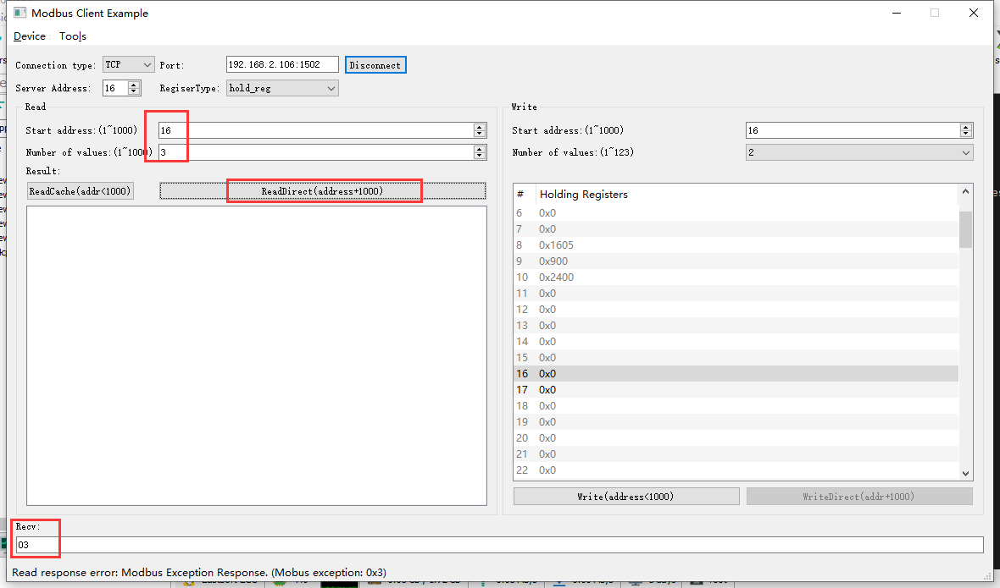 Modbus Client Example
Device Tools
Connection type: TCP Port: 192.168.2.106:1502 Disconnect
Server Address: 16 RegiserType: hold_reg
Read
Start address:(1~1000) 16
Number of values:(1~1000) 3
Result:
ReadCache(addr<1000) ReadDirect(address+1000)
Write
Start address:(1~1000) 16
Number of values:(1~123) 2
# Holding Registers
6 0x0
7 0x0
8 0x1605
9 0x900
10 0x2400
11 0x0
12 0x0
13 0x0
14 0x0
15 0x0
16 0x0
17 0x0
18 0x0
19 0x0
20 0x0
21 0x0
22 0x0
Write(address<1000) WriteDirect(addr+1000)
Recv:
03
Read response error: Modbus Exception Response. (Mobus exception: 0x3)